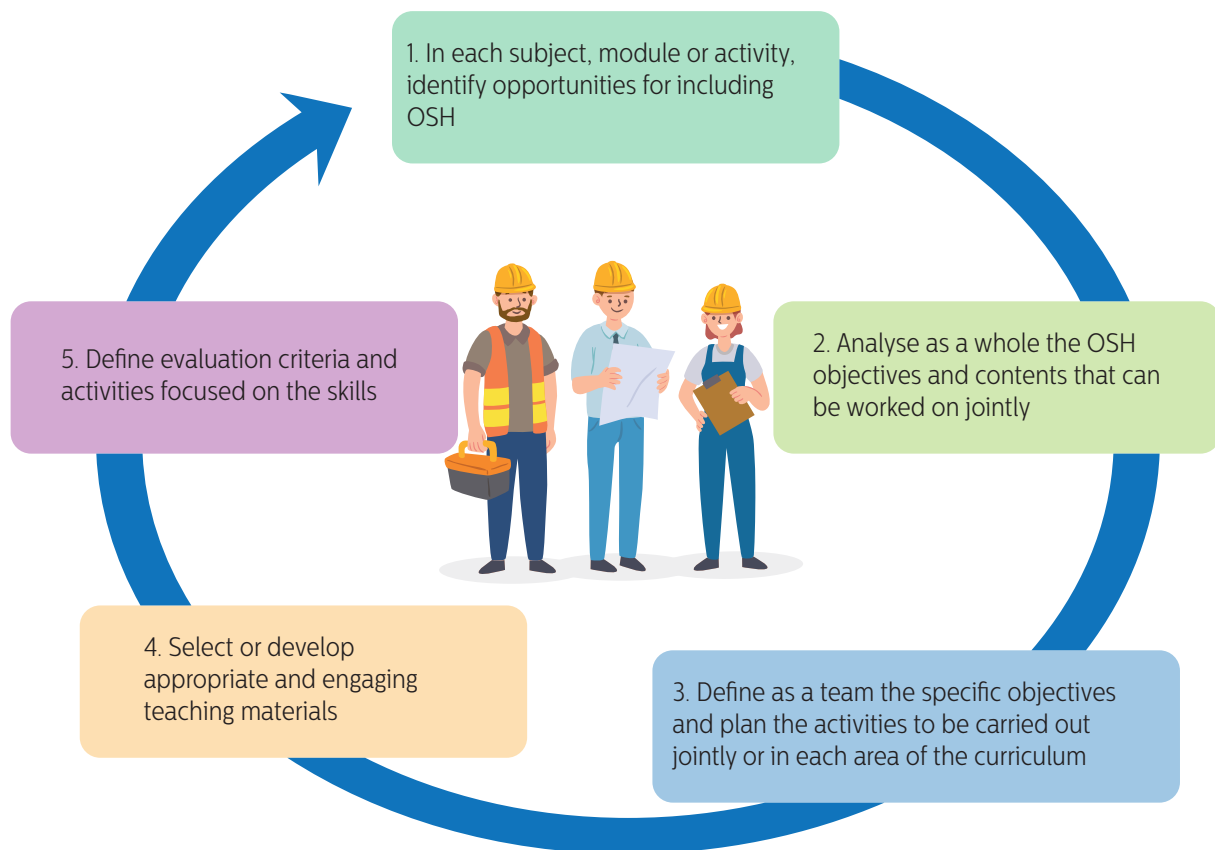 1. In each subject, module or activity,
identify opportunities for including
OSH
2. Analyse as a whole the OSH
objectives and contents that can
be worked on jointly
3. Define as a team the specific objectives
and plan the activities to be carried out
jointly or in each area of the curriculum
4. Select or develop
appropriate and engaging
teaching materials
5. Define evaluation criteria and
activities focused on the skills